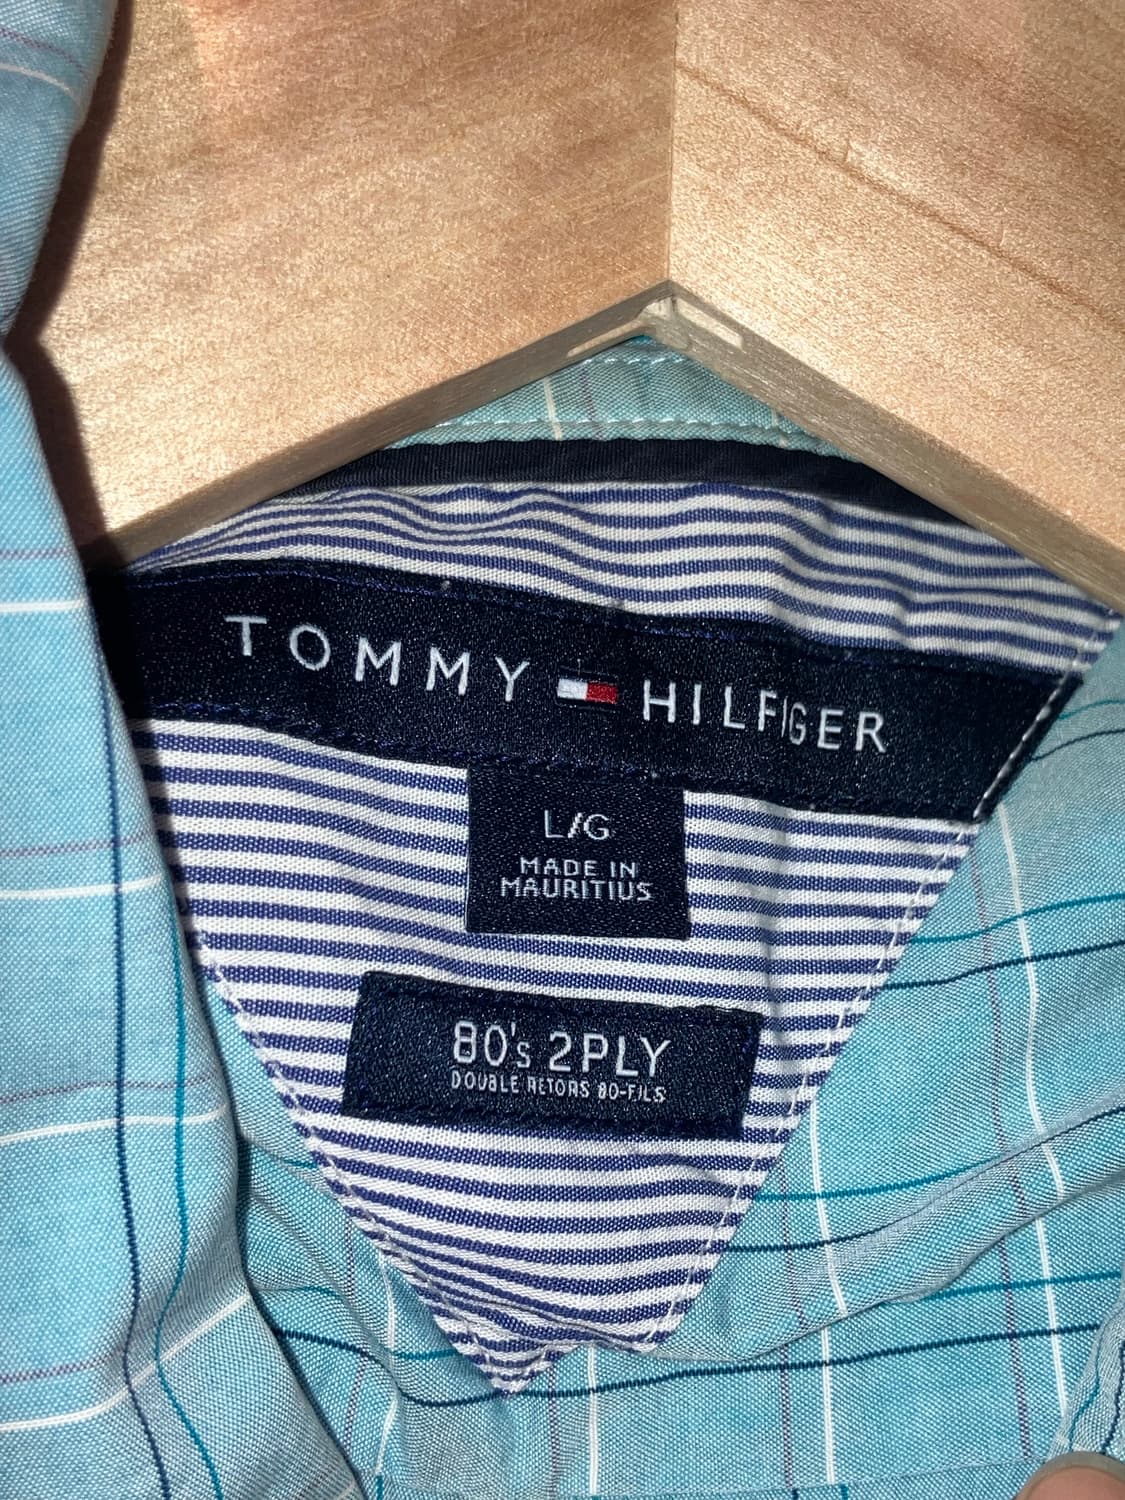 TOMMY HILFIGER
L/G
MADE IN
MAURITIUS
80's 2PLY
DOUBLE RETORS 80-FILS